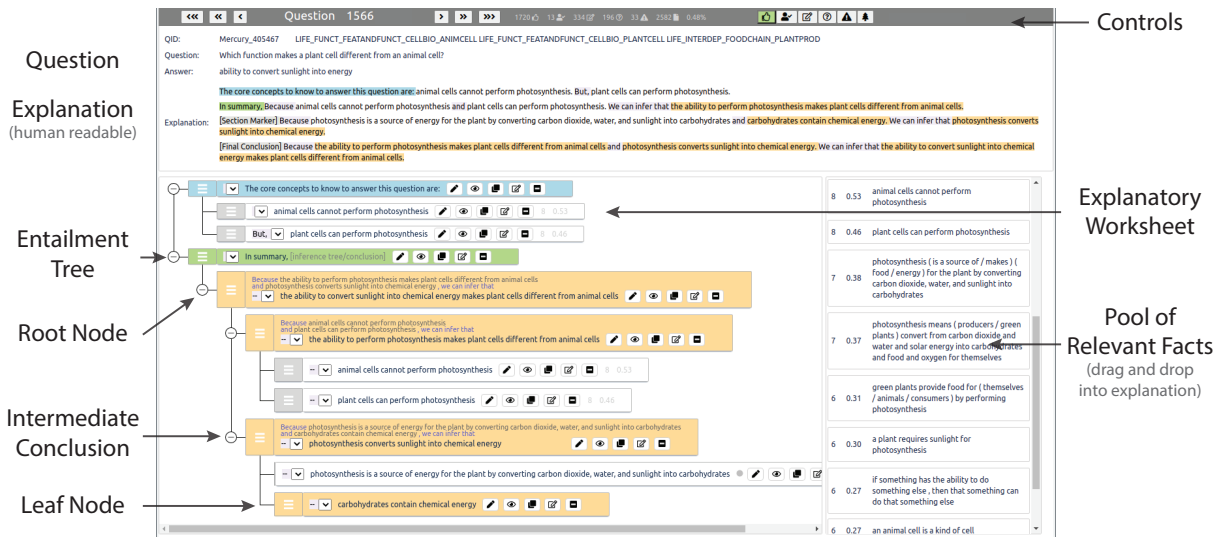 Question 1566
1720 13 334 196 33 2582 0.48%
Controls
QID: Mercury_405467 LIFE_FUNCT_FEATANDFUNCT_CELLBIO_ANIMCELL LIFE_FUNCT_FEATANDFUNCT_CELLBIO_PLANTCELL LIFE_INTERDEP_FOODCHAIN_PLANTPROD
Question: Which function makes a plant cell different from an animal cell?
Answer: ability to convert sunlight into energy
Question
Explanation
(human readable)
Explanation:
The core concepts to know to answer this question are: animal cells cannot perform photosynthesis. But, plant cells can perform photosynthesis.
In summary, Because animal cells cannot perform photosynthesis and plant cells can perform photosynthesis. We can infer that the ability to perform photosynthesis makes plant cells different from animal cells.
[Section Marker] Because photosynthesis is a source of energy for the plant by converting carbon dioxide, water, and sunlight into carbohydrates and carbohydrates contain chemical energy. We can infer that photosynthesis converts
sunlight into chemical energy.
[Final Conclusion] Because the ability to perform photosynthesis makes plant cells different from animal cells and photosynthesis converts sunlight into chemical energy. We can infer that the ability to convert sunlight into chemical
energy makes plant cells different from animal cells.
Entailment
Tree
Root Node
Intermediate
Conclusion
Leaf Node
The core concepts to know to answer this question are:
animal cells cannot perform photosynthesis 8 0.53
But, plant cells can perform photosynthesis 8 0.46
In summary, [inference tree/conclusion]
Because the ability to perform photosynthesis makes plant cells different from animal cells
and photosynthesis converts sunlight into chemical energy , we can infer that
-- the ability to convert sunlight into chemical energy makes plant cells different from animal cells
Because animal cells cannot perform photosynthesis
and plant cells can perform photosynthesis , we can infer that
-- the ability to perform photosynthesis makes plant cells different from animal cells
-- animal cells cannot perform photosynthesis 8 0.53
-- plant cells can perform photosynthesis 8 0.46
Because photosynthesis is a source of energy for the plant by converting carbon dioxide, water, and sunlight into carbohydrates
and carbohydrates contain chemical energy , we can infer that
-- photosynthesis converts sunlight into chemical energy
-- photosynthesis is a source of energy for the plant by converting carbon dioxide, water, and sunlight into carbohydrates
-- carbohydrates contain chemical energy
8 0.53 animal cells cannot perform
photosynthesis
8 0.46 plant cells can perform photosynthesis
7 0.38 photosynthesis ( is a source of / makes ) (
food / energy ) for the plant by converting
carbon dioxide, water, and sunlight into
carbohydrates
7 0.37 photosynthesis means ( producers / green
plants ) convert from carbon dioxide and
water and solar energy into carbohydrates
and food and oxygen for themselves
6 0.31 green plants provide food for ( themselves
/ animals / consumers ) by performing
photosynthesis
6 0.30 a plant requires sunlight for
photosynthesis
6 0.27 if something has the ability to do
something else , then that something can
do that something else
6 0.27 an animal cell is a kind of cell
Explanatory
Worksheet
Pool of
Relevant Facts
(drag and drop
into explanation)